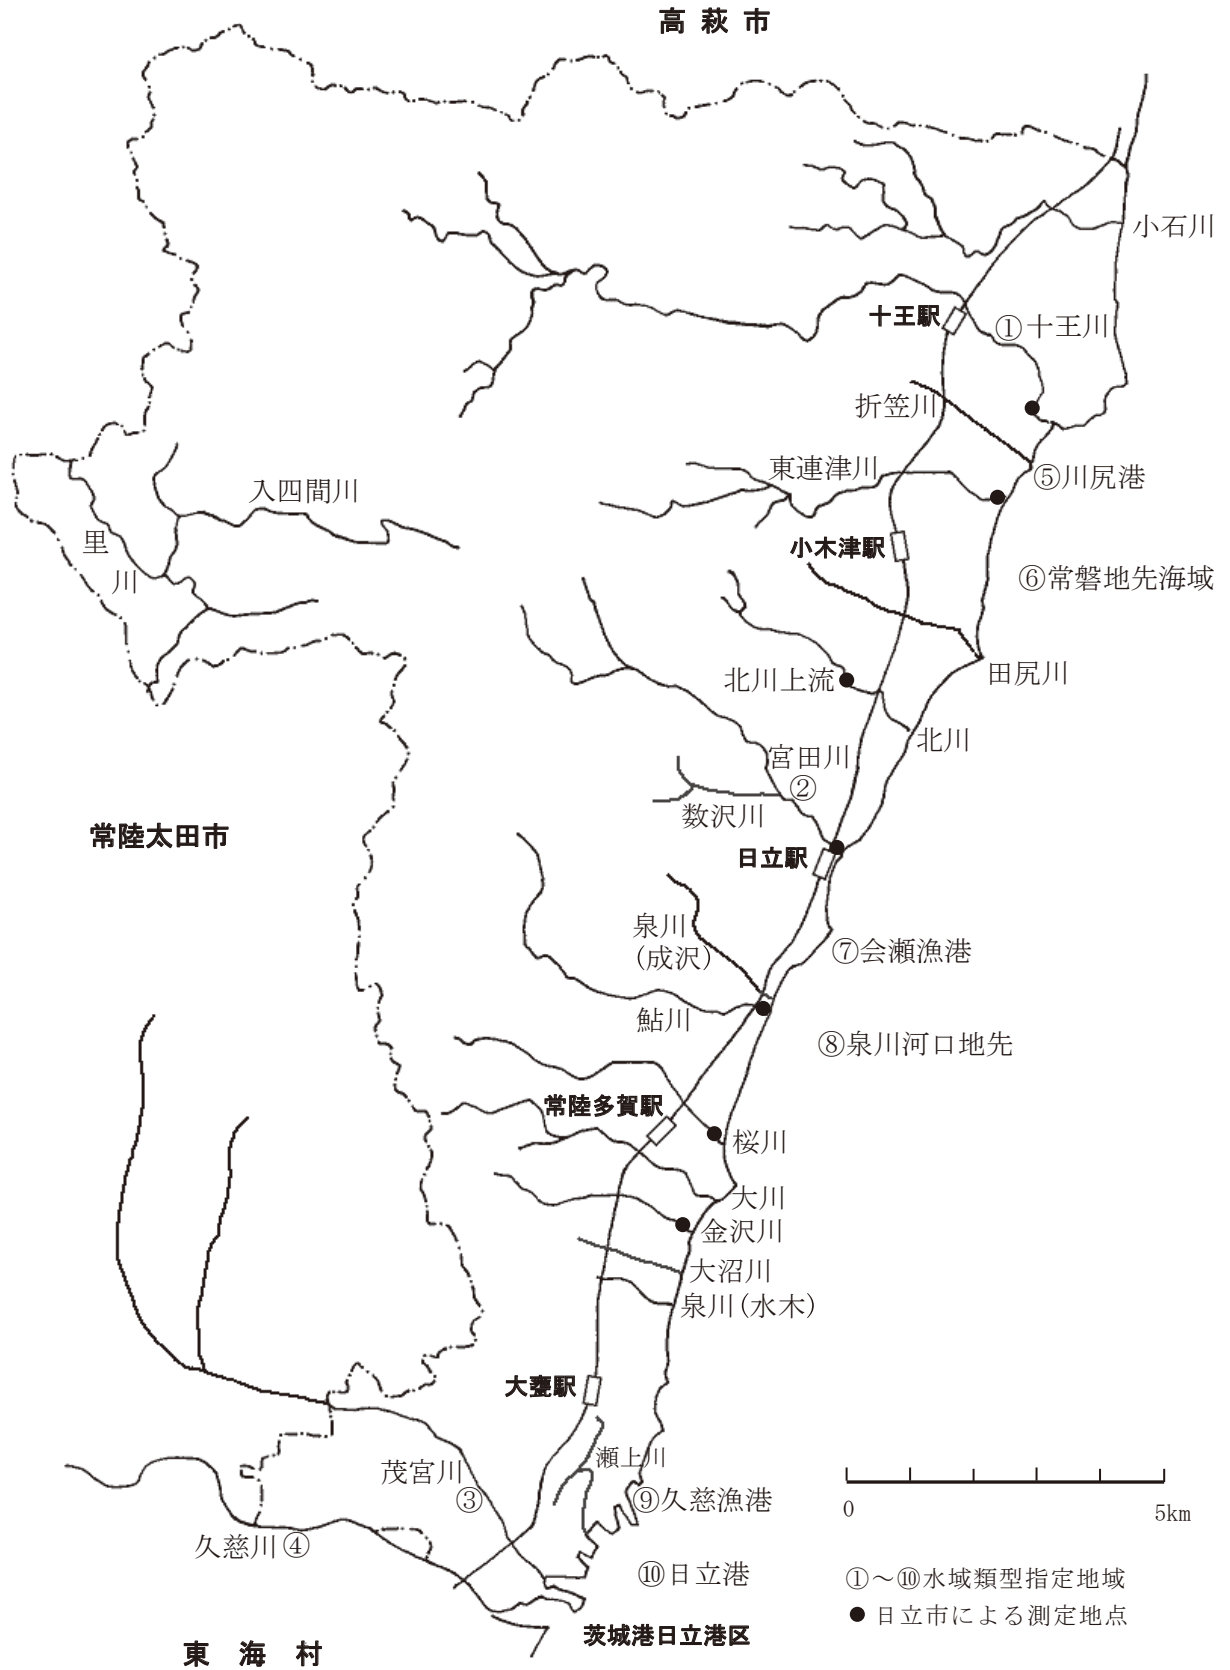 高萩市
小石川
十王駅
①十王川
折笠川
⑤川尻港
東連津川
入四間川
小木津駅
里川
⑥常磐地先海域
田尻川
北川上流
北川
宮田川
②
数沢川
常陸太田市
日立駅
泉川
(成沢)
⑦会瀬漁港
鮎川
⑧泉川河口地先
常陸多賀駅
桜川
大川
金沢川
大沼川
泉川(水木)
大甕駅
瀬上川
茂宮川
③
⑨久慈漁港
0
5km
久慈川④
⑩日立港
①～⑩水域類型指定地域
●日立市による測定地点
茨城港日立港区
東海村